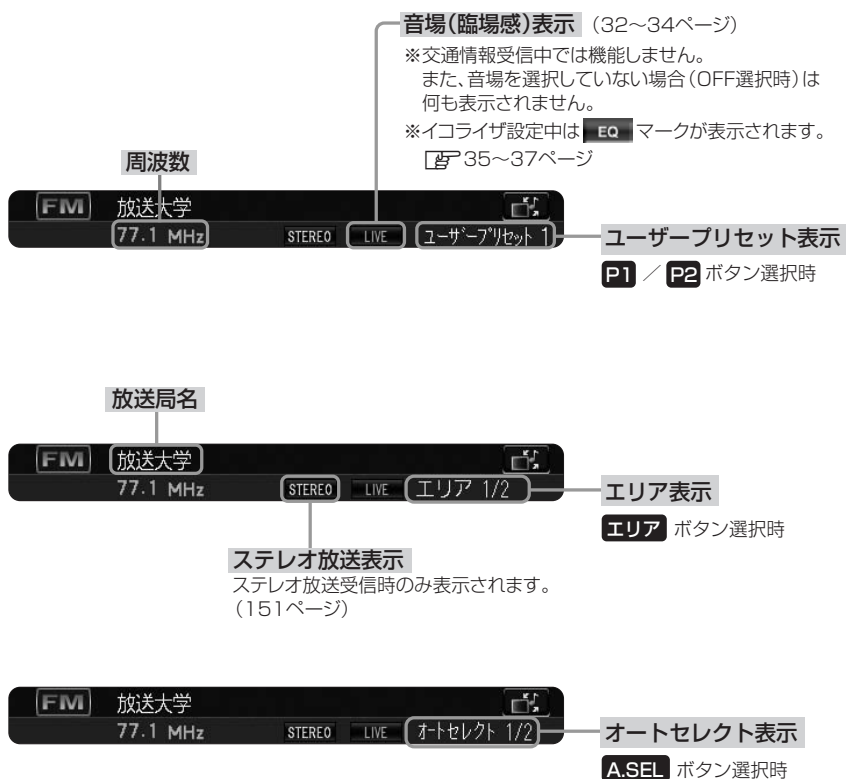 音場(臨場感)表示 (32～34ページ)
※交通情報受信中では機能しません。
また、音場を選択していない場合(OFF選択時)は
何も表示されません。
※イコライザ設定中は EQ マークが表示されます。
35～37ページ
周波数
FM 放送大学
77.1 MHz STEREO LIVE ユーザープリセット 1
ユーザープリセット表示
P1 ／ P2 ボタン選択時
放送局名
FM 放送大学
77.1 MHz STEREO LIVE エリア 1/2
エリア表示
エリア ボタン選択時
ステレオ放送表示
ステレオ放送受信時のみ表示されます。
(151ページ)
FM 放送大学
77.1 MHz STEREO LIVE オートセレクト 1/2
オートセレクト表示
A.SEL ボタン選択時